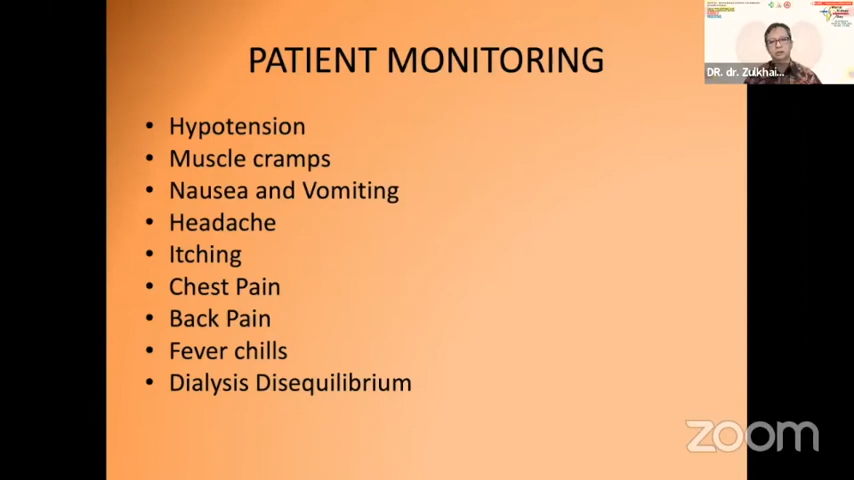 PATIENT MONITORING
• Hypotension
• Muscle cramps
• Nausea and Vomiting
• Headache
• Itching
• Chest Pain
• Back Pain
• Fever chills
• Dialysis Disequilibrium
DR. dr. Zulkhai...
zoom